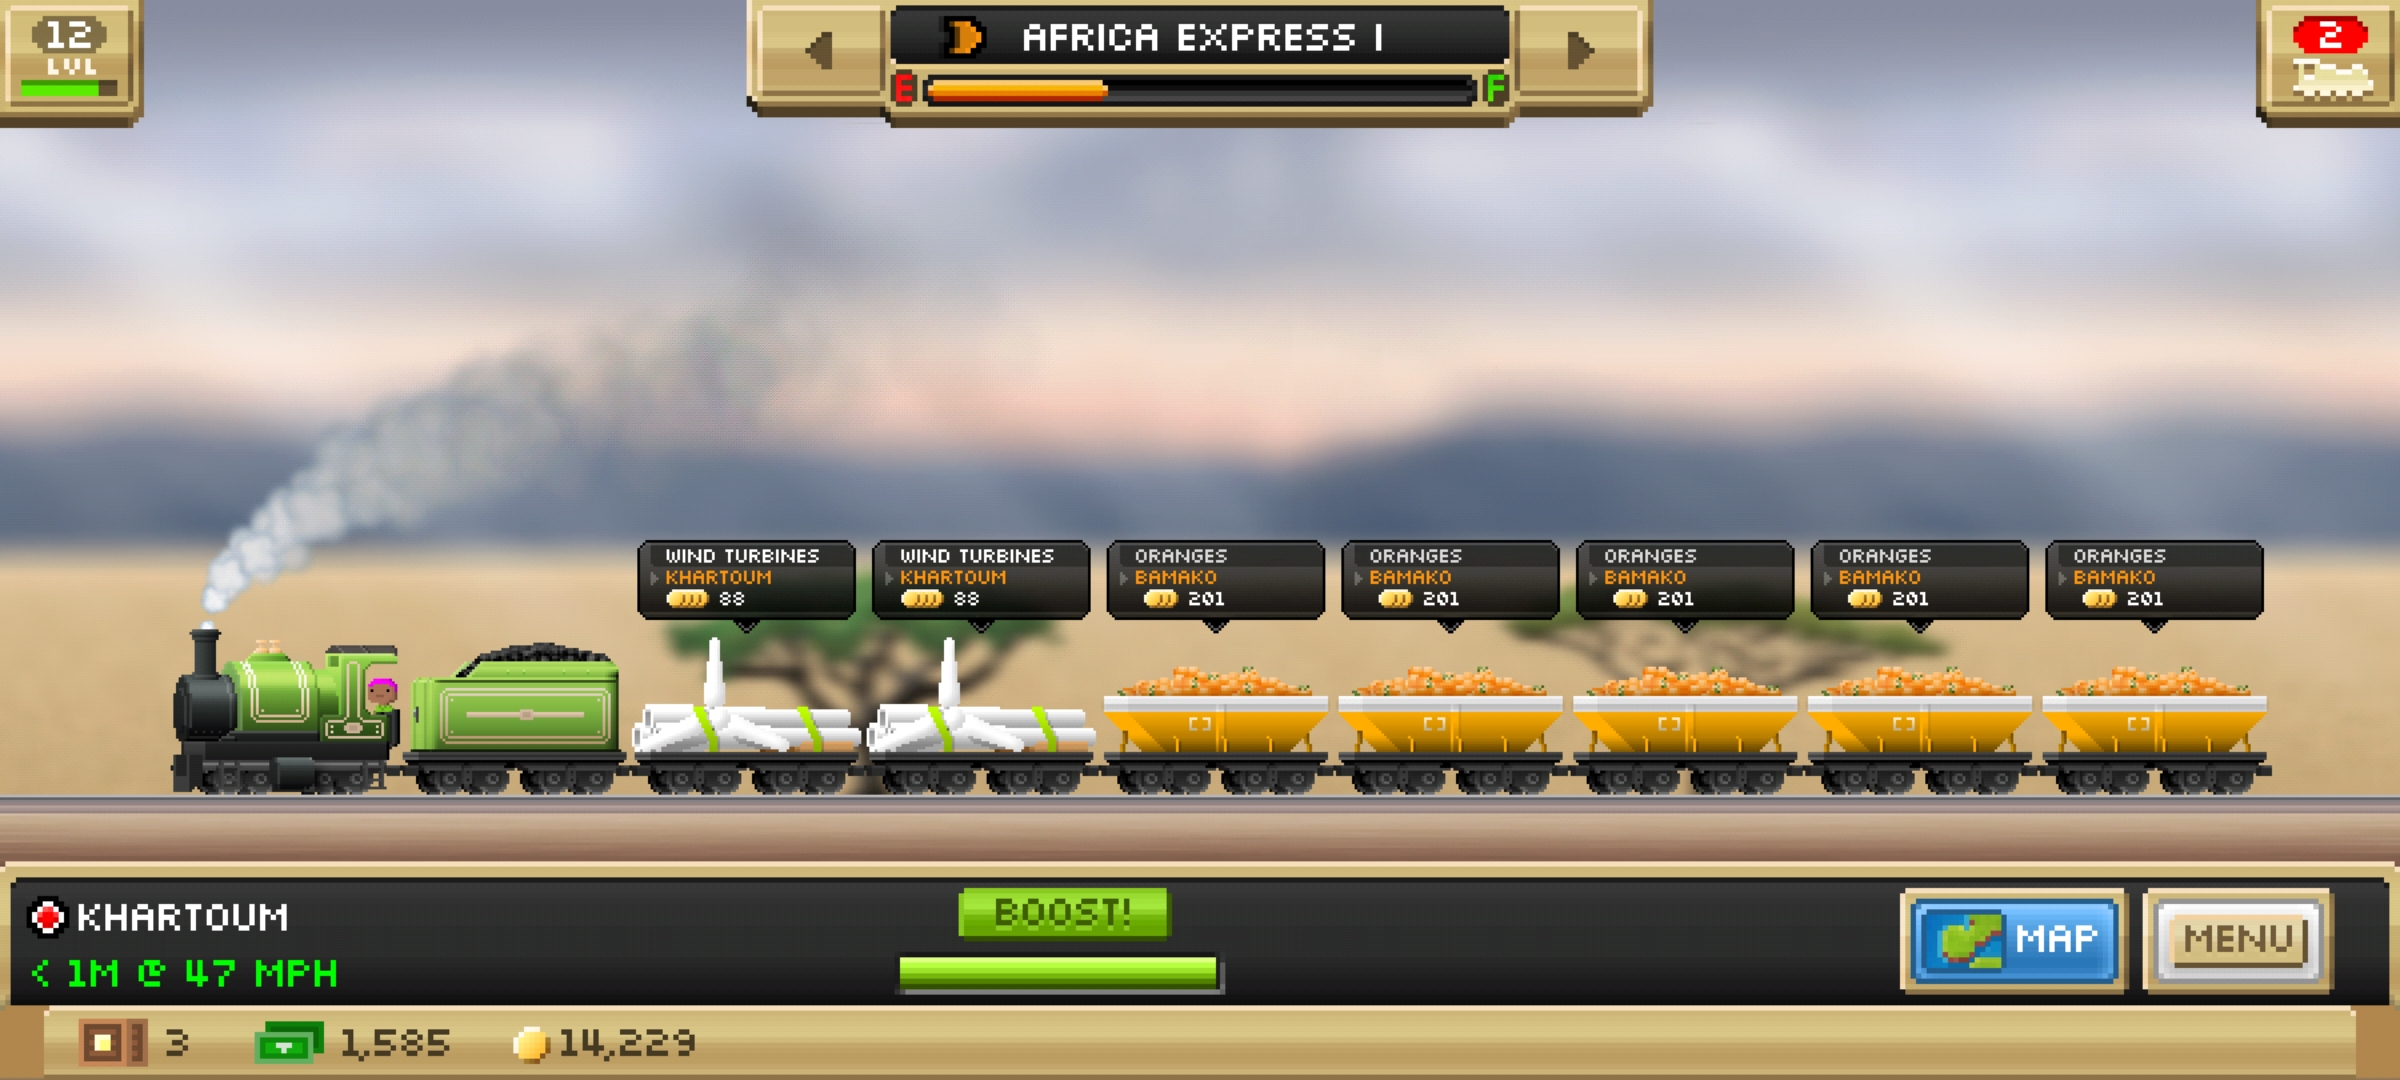 12
LVL
AFRICA EXPRESS I
E F
2
WIND TURBINES
KHARTOUM
88
WIND TURBINES
KHARTOUM
88
ORANGES
BAMAKO
201
ORANGES
BAMAKO
201
ORANGES
BAMAKO
201
ORANGES
BAMAKO
201
ORANGES
BAMAKO
201
KHARTOUM
< 1M @ 47 MPH
BOOST!
MAP
MENU
3
1,585
14,229